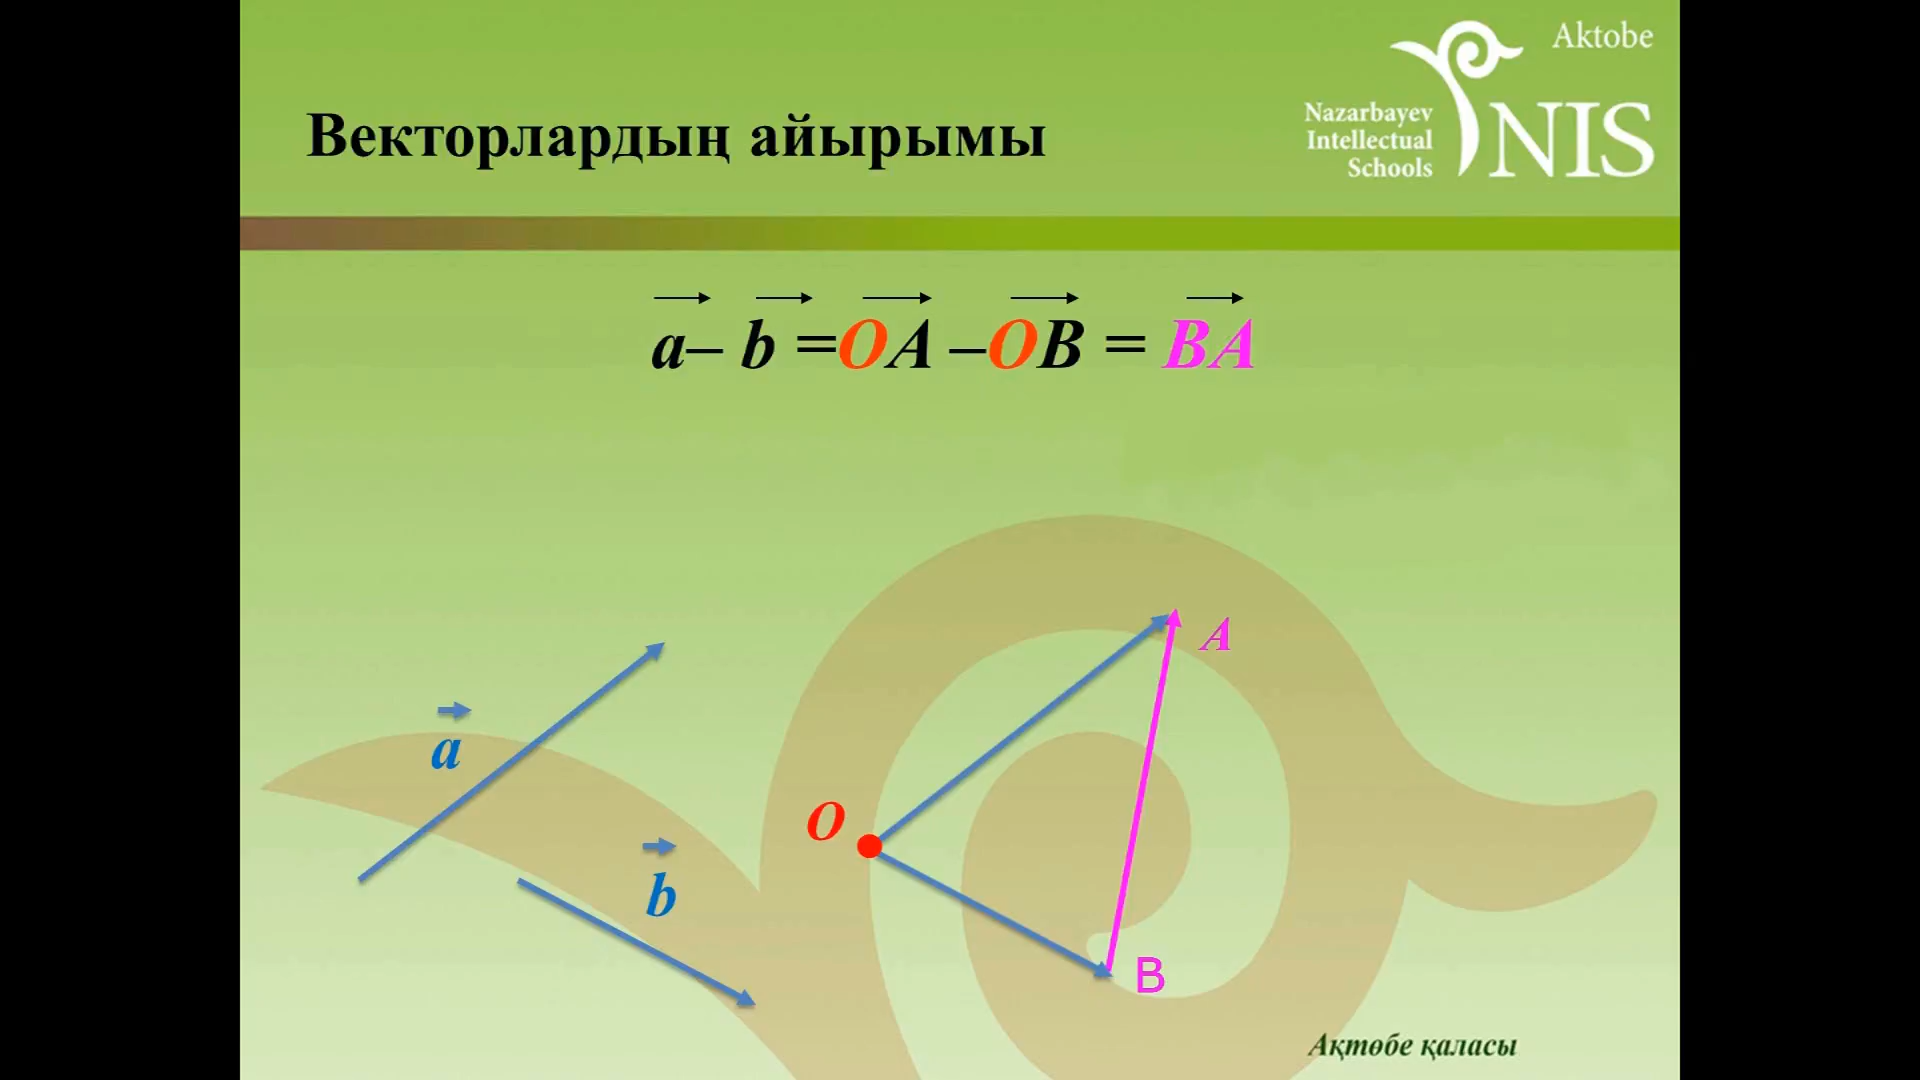 Aktobe
Nazarbayev
Intellectual
Schools
NIS
Векторлардың айырымы
a– b =OA –OB = BA
A
a
O
b
B
Ақтөбе қаласы